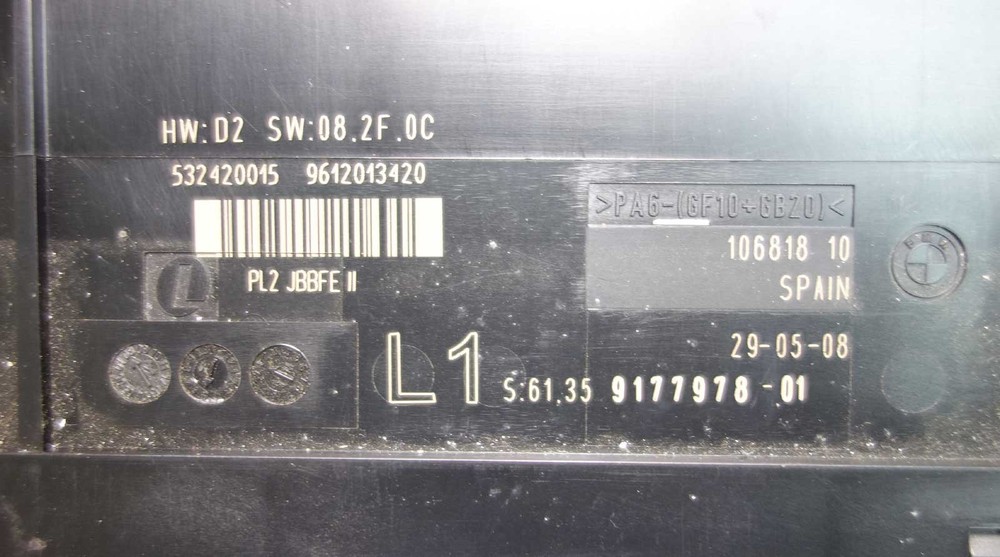 HW:D2 SW:08.2F.0C
532420015 9612013420
PL2 JBBFE II
L1
>PA6-(GF10+GB20)<
106818 10
SPAIN
BMW
29-05-08
S:61.35 9177978-01